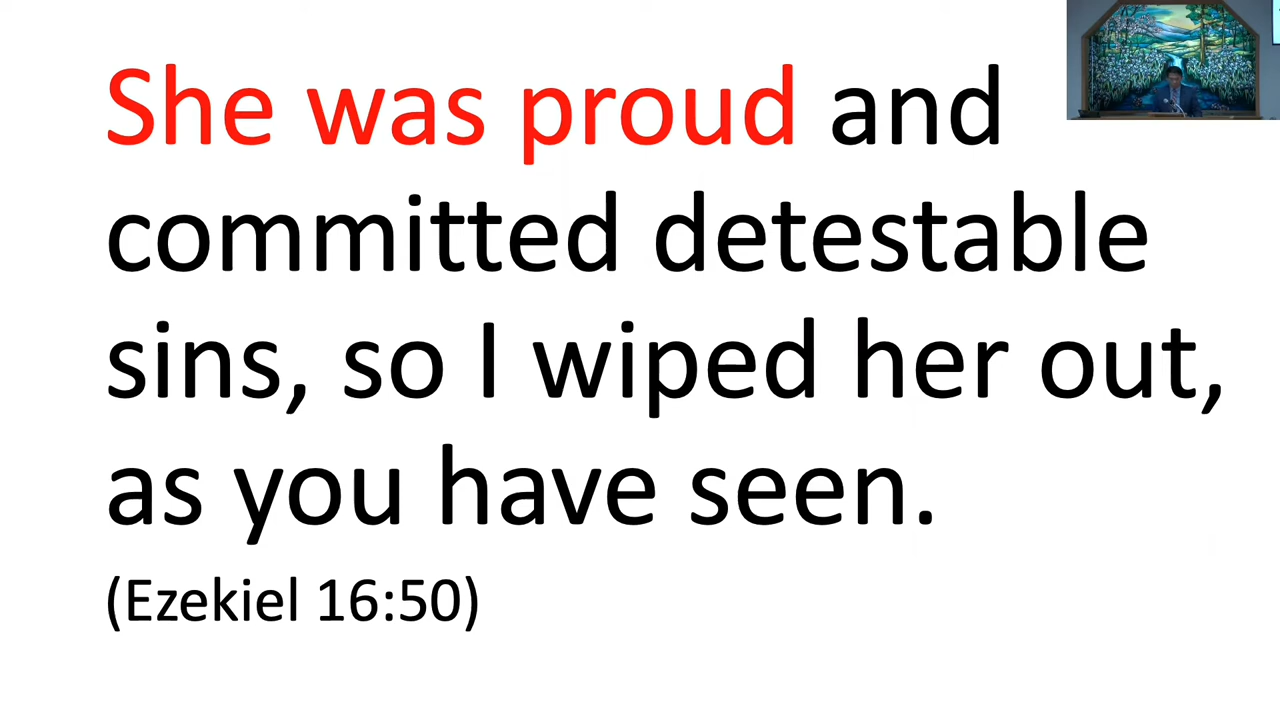 She was proud and
committed detestable
sins, so I wiped her out,
as you have seen.
(Ezekiel 16:50)